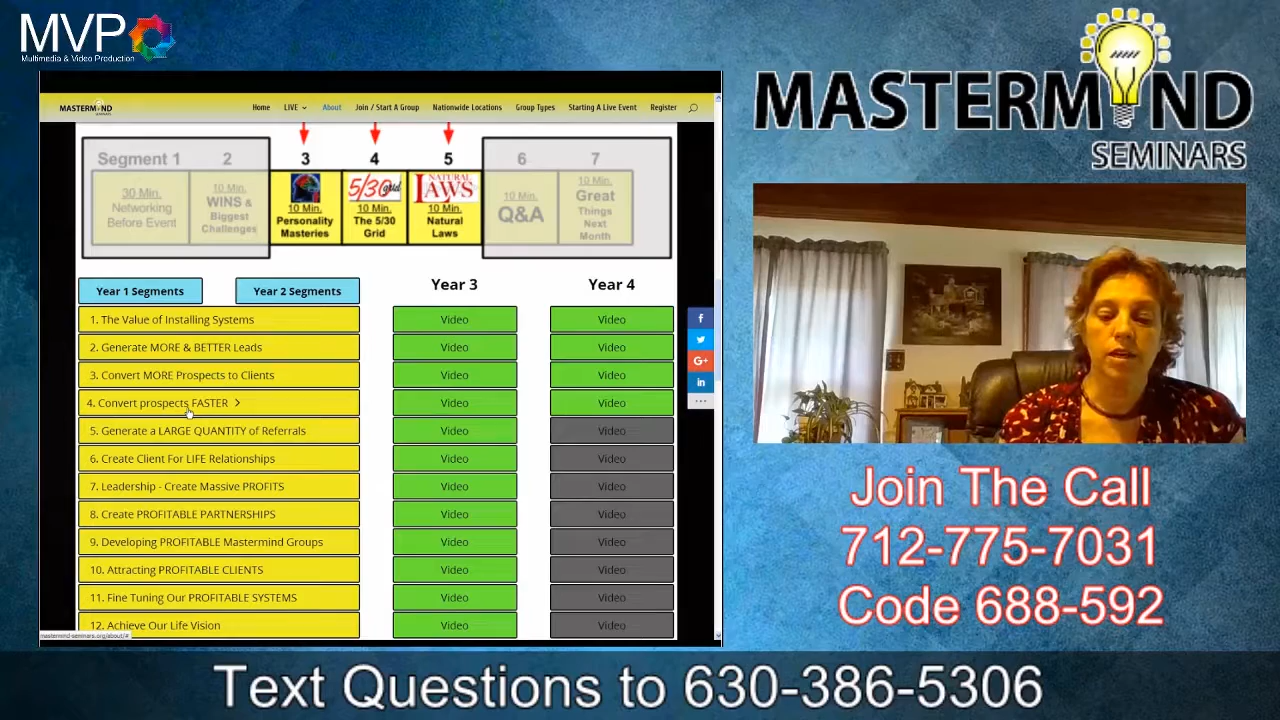 MVP
Multimedia & Video Production
MASTERMIND
SEMINARS
MASTERMIND
Home LIVE About Join / Start A Group Nationwide Locations Group Types Starting A Live Event Register
Segment 1 2 3 4 5 6 7
30 Min.
Networking
Before Event
10 Min.
WINS &
Biggest
Challenges
10 Min.
Personality
Masteries
5/30 grid
10 Min.
The 5/30
Grid
NATURAL
LAWS
10 Min.
Natural
Laws
10 Min.
Q&A
10 Min.
Great
Things
Next
Month
Year 1 Segments Year 2 Segments Year 3 Year 4
1. The Value of Installing Systems Video Video
2. Generate MORE & BETTER Leads Video Video
3. Convert MORE Prospects to Clients Video Video
4. Convert prospects FASTER > Video Video
5. Generate a LARGE QUANTITY of Referrals Video Video
6. Create Client For LIFE Relationships Video Video
7. Leadership - Create Massive PROFITS Video Video
8. Create PROFITABLE PARTNERSHIPS Video Video
9. Developing PROFITABLE Mastermind Groups Video Video
10. Attracting PROFITABLE CLIENTS Video Video
11. Fine Tuning Our PROFITABLE SYSTEMS Video Video
12. Achieve Our Life Vision Video Video
f
G+
in
mastermind-seminars.org/about/#
Join The Call
712-775-7031
Code 688-592
Text Questions to 630-386-5306